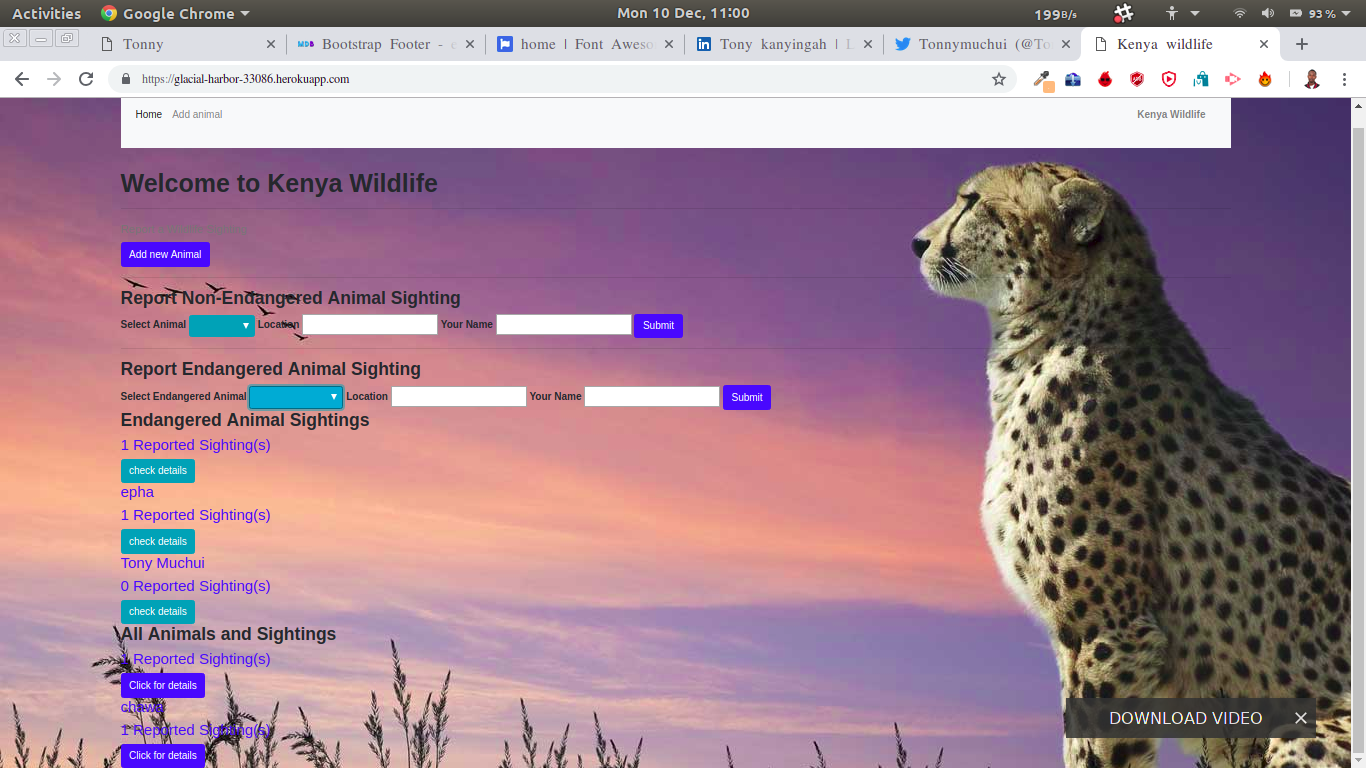 Activities Google Chrome Mon 10 Dec, 11:00 199B/s 93 %
Tonny Bootstrap Footer - home | Font Aweso Tony kanyingah | L Tonnymuchui (@To Kenya wildlife
https://glacial-harbor-33086.herokuapp.com
Home Add animal Kenya Wildlife
Welcome to Kenya Wildlife
Add new Animal
Report Non-Endangered Animal Sighting
Select Animal Location Your Name Submit
Report Endangered Animal Sighting
Select Endangered Animal Location Your Name Submit
Endangered Animal Sightings
1 Reported Sighting(s)
check details
epha
1 Reported Sighting(s)
check details
Tony Muchui
0 Reported Sighting(s)
check details
All Animals and Sightings
1 Reported Sighting(s)
Click for details
1 Reported Sighting(s)
Click for details
DOWNLOAD VIDEO